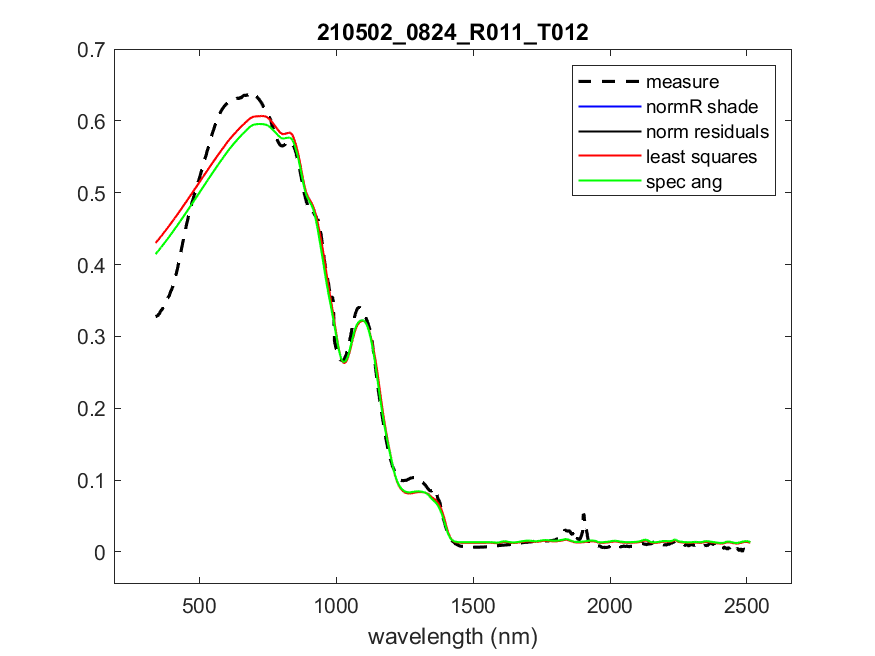 210502_0824_R011_T012
measure
normR shade
norm residuals
least squares
spec ang
0.7
0.6
0.5
0.4
0.3
0.2
0.1
0
500 1000 1500 2000 2500
wavelength (nm)